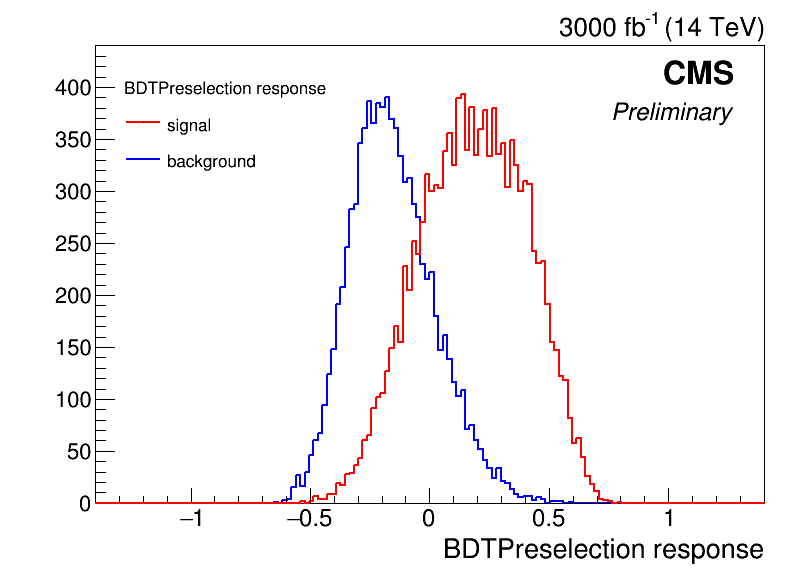 3000 fb-1 (14 TeV)
CMS
Preliminary
BDTPreselection response
signal
background
400
350
300
250
200
150
100
50
0
−1 −0.5 0 0.5 1
BDTPreselection response